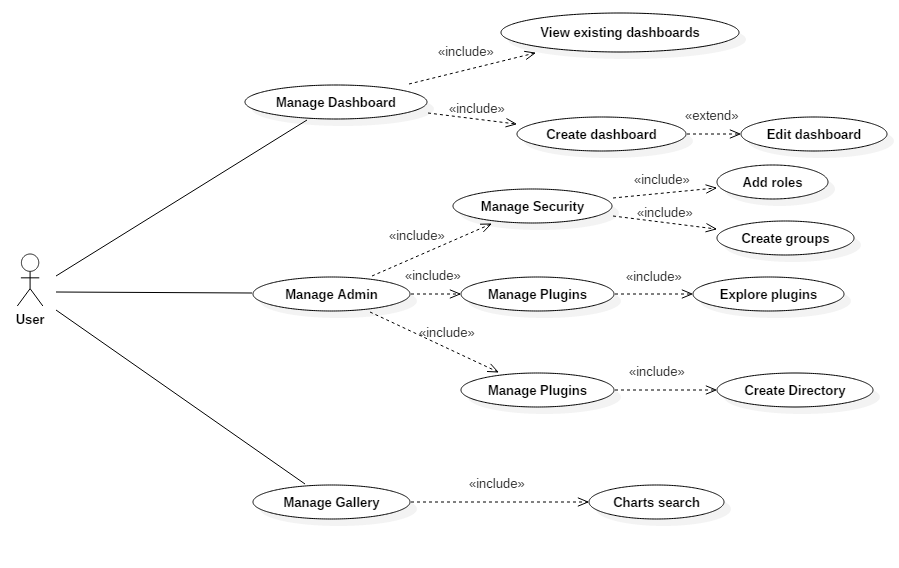 View existing dashboards
«include»
Manage Dashboard
«include»
Create dashboard
«extend»
Edit dashboard
«include»
Add roles
Manage Security
«include»
Create groups
«include»
User
Manage Admin
«include»
Manage Plugins
«include»
Explore plugins
«include»
Manage Plugins
«include»
Create Directory
Manage Gallery
«include»
Charts search